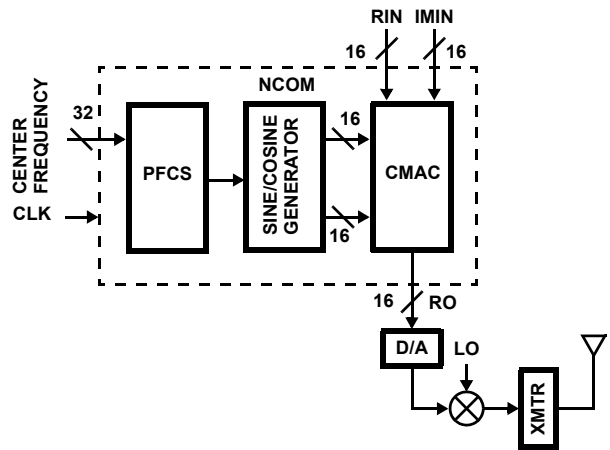 RIN IMIN
16 16
NCOM
CENTER
FREQUENCY
32
CLK
PFCS
SINE/COSINE
GENERATOR
16
16
CMAC
16 RO
D/A
LO
XMTR